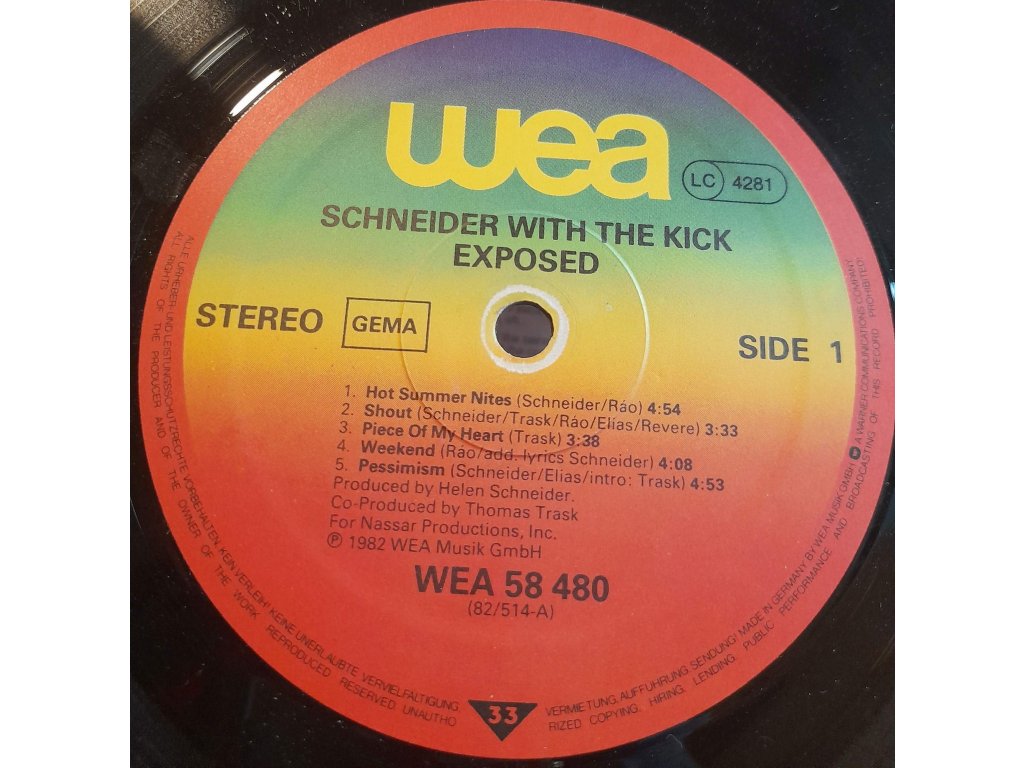 wea
LC 4281
SCHNEIDER WITH THE KICK
EXPOSED
STEREO
GEMA
SIDE 1
1. Hot Summer Nites (Schneider/Ráo) 4:54
2. Shout (Schneider/Trask/Ráo/Elias/Revere) 3:33
3. Piece Of My Heart (Trask) 3:38
4. Weekend (Ráo/add. lyrics Schneider) 4:08
5. Pessimism (Schneider/Elias/intro: Trask) 4:53
Produced by Helen Schneider.
Co-Produced by Thomas Trask
For Nassar Productions, Inc.
℗ 1982 WEA Musik GmbH
WEA 58 480
(82/514-A)
33
ALLE URHEBER- UND LEISTUNGSSCHUTZRECHTE VORBEHALTEN. KEIN VERLEIH! KEINE UNERLAUBTE VERVIELFALTIGUNG, VERMIETUNG, AUFFUHRUNG, SENDUNG! MADE IN GERMANY BY WEA MUSIK GMBH A WARNER COMMUNICATIONS COMPANY.
ALL RIGHTS OF THE PRODUCER AND OF THE OWNER OF THE WORK REPRODUCED RESERVED. UNAUTHORIZED COPYING, HIRING, LENDING, PUBLIC PERFORMANCE AND BROADCASTING OF THIS RECORD PROHIBITED!